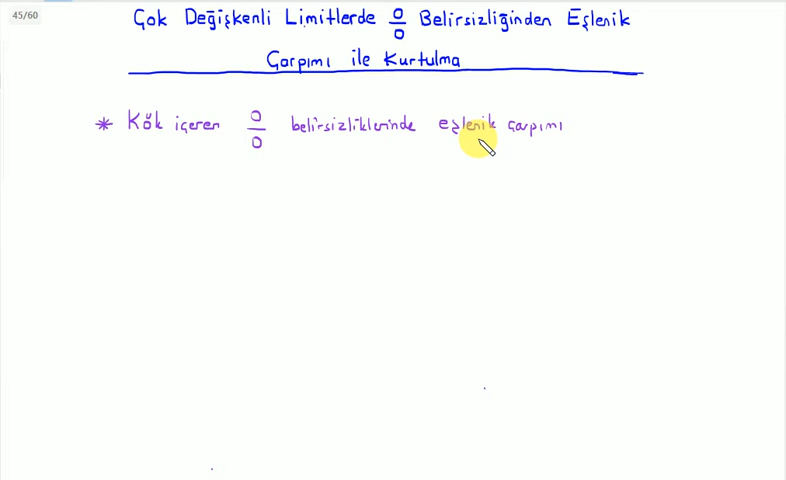 45/60
Çok Değişkenli Limitlerde 0/0 Belirsizliğinden Eşlenik
Çarpımı ile Kurtulma
* Kök içeren 0/0 belirsizliklerinde eşlenik çarpımı